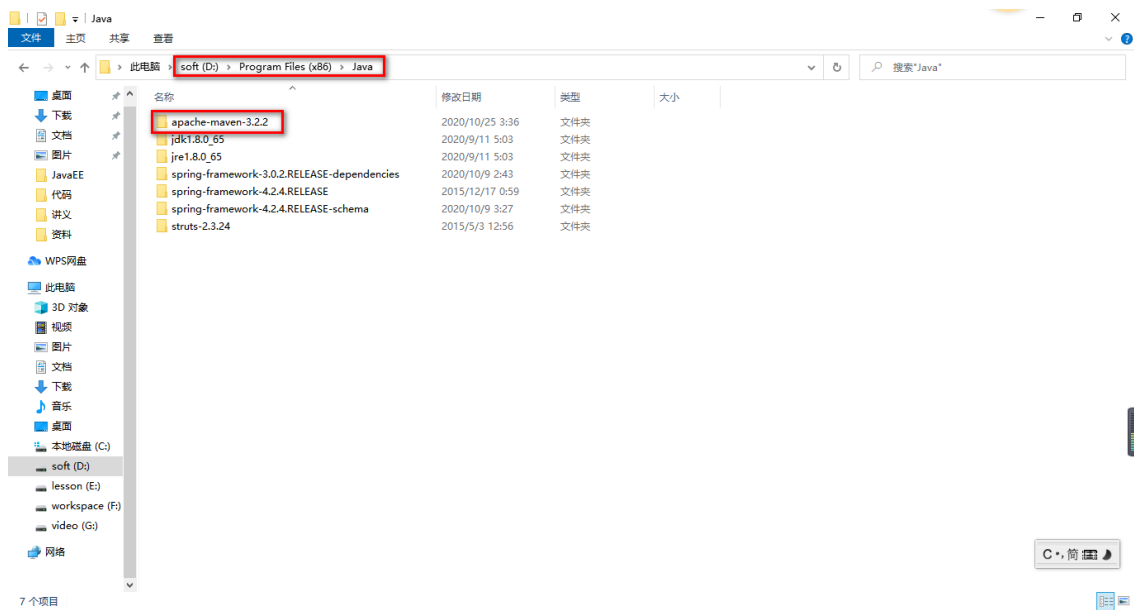 Java
文件 主页 共享 查看
此电脑 soft (D:) Program Files (x86) Java 搜索"Java"
名称 修改日期 类型 大小
apache-maven-3.2.2 2020/10/25 3:36 文件夹
jdk1.8.0_65 2020/9/11 5:03 文件夹
jre1.8.0_65 2020/9/11 5:03 文件夹
spring-framework-3.0.2.RELEASE-dependencies 2020/10/9 2:43 文件夹
spring-framework-4.2.4.RELEASE 2015/12/17 0:59 文件夹
spring-framework-4.2.4.RELEASE-schema 2020/10/9 3:27 文件夹
struts-2.3.24 2015/5/3 12:56 文件夹
桌面
下载
文档
图片
JavaEE
代码
讲义
资料
WPS网盘
此电脑
3D 对象
视频
图片
文档
下载
音乐
桌面
本地磁盘 (C:)
soft (D:)
lesson (E:)
workspace (F:)
video (G:)
网络
C 简
7 个项目